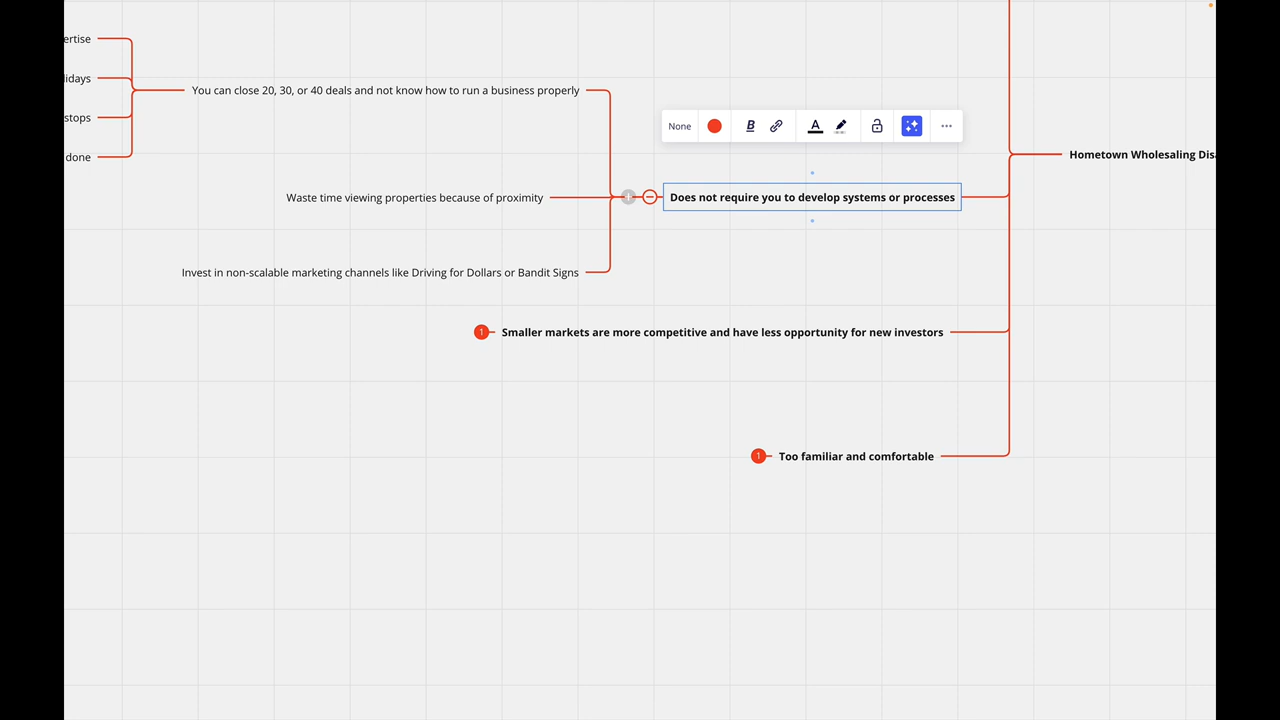 ertise
lidays
stops
done
You can close 20, 30, or 40 deals and not know how to run a business properly
None
B
A
Hometown Wholesaling Disa
Waste time viewing properties because of proximity
Does not require you to develop systems or processes
Invest in non-scalable marketing channels like Driving for Dollars or Bandit Signs
1
Smaller markets are more competitive and have less opportunity for new investors
1
Too familiar and comfortable